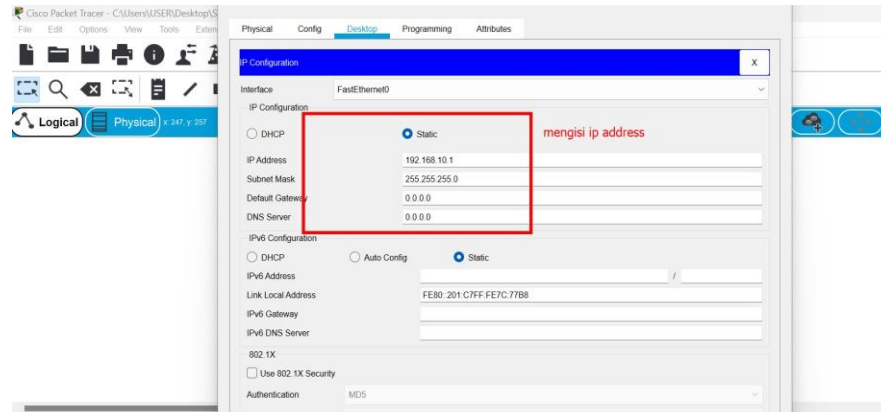 Cisco Packet Tracer - C:\Users\USER\Desktop\S
File Edit Options View Tools Exten
Physical Config Desktop Programming Attributes
IP Configuration X
Interface FastEthernet0
IP Configuration
DHCP Static mengisi ip address
IP Address 192.168.10.1
Subnet Mask 255.255.255.0
Default Gateway 0.0.0.0
DNS Server 0.0.0.0
IPv6 Configuration
DHCP Auto Config Static
IPv6 Address /
Link Local Address FE80::201:C7FF:FE7C:77B8
IPv6 Gateway
IPv6 DNS Server
802.1X
Use 802.1X Security
Authentication MD5
Logical Physical x: 247, y: 257